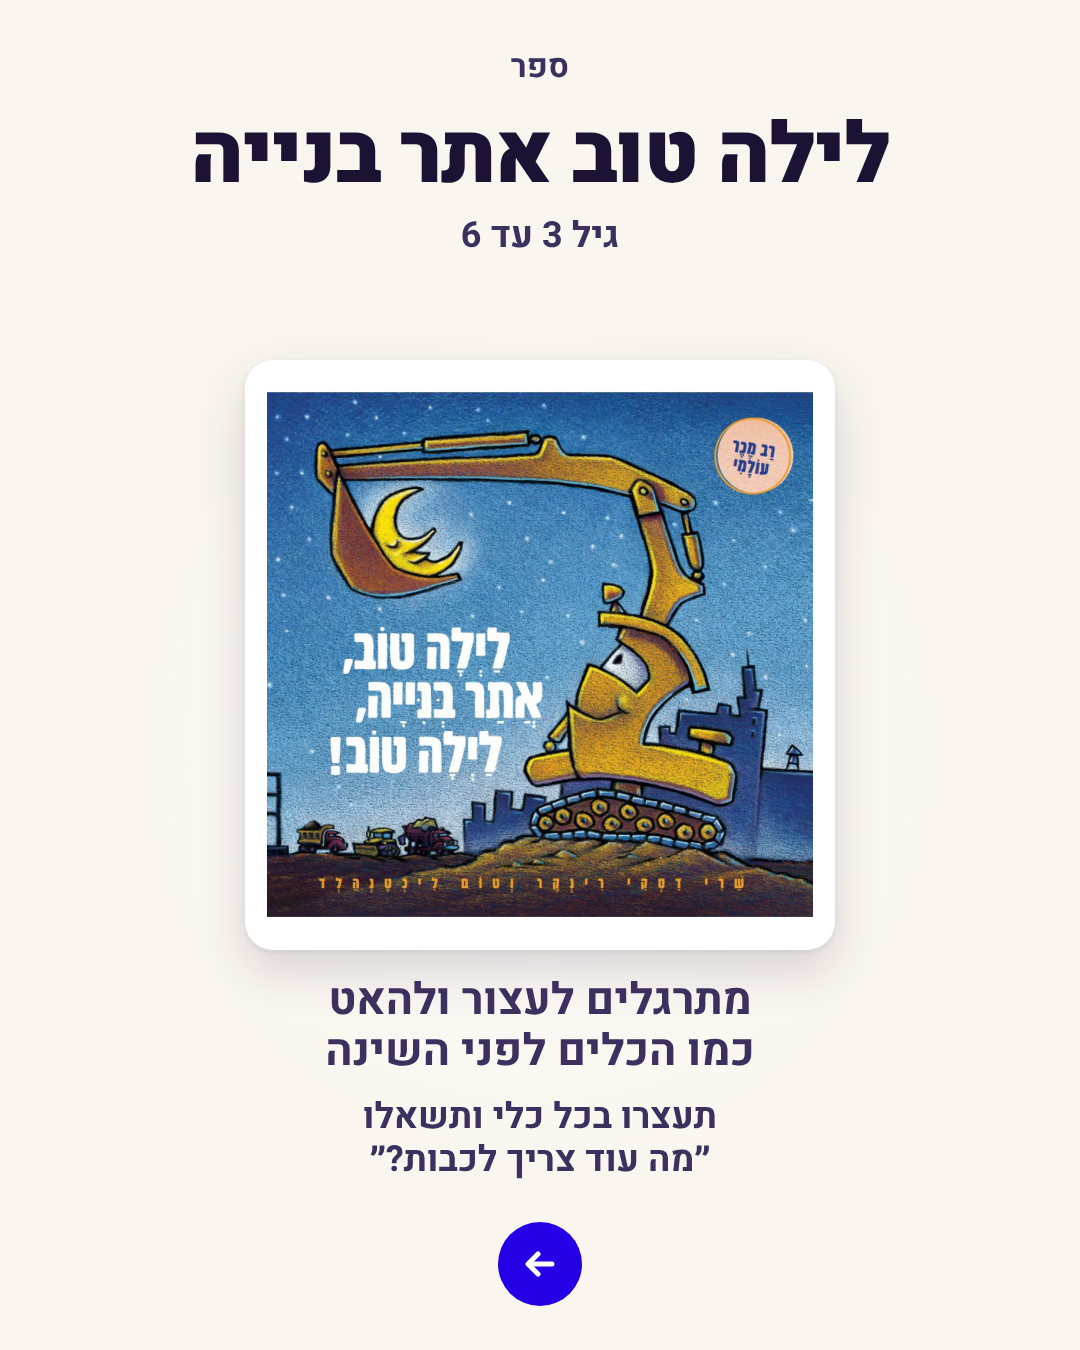 ספר
לילה טוב אתר בנייה
גיל 3 עד 6
רַב מֶכֶר
עוֹלָמִי
לַיְלָה טוֹב,
אֲתַר בְּנִייָה,
לַיְלָה טוֹב!
שֶׁרִי דַסְקִי רִינְקֶר וְטוֹם לִיכְטֶנְהֶלְד
מתרגלים לעצור ולהאט
כמו הכלים לפני השינה
תעצרו בכל כלי ותשאלו
”מה עוד צריך לכבות?”